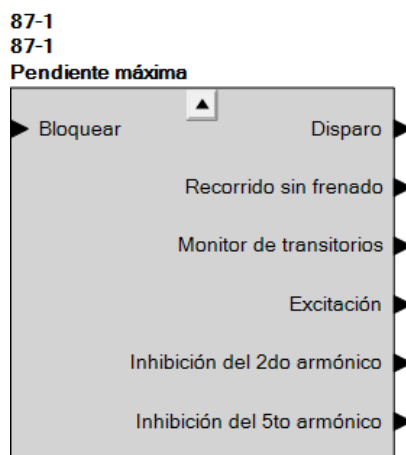 87-1
87-1
Pendiente máxima
Bloquear
Disparo
Recorrido sin frenado
Monitor de transitorios
Excitación
Inhibición del 2do armónico
Inhibición del 5to armónico